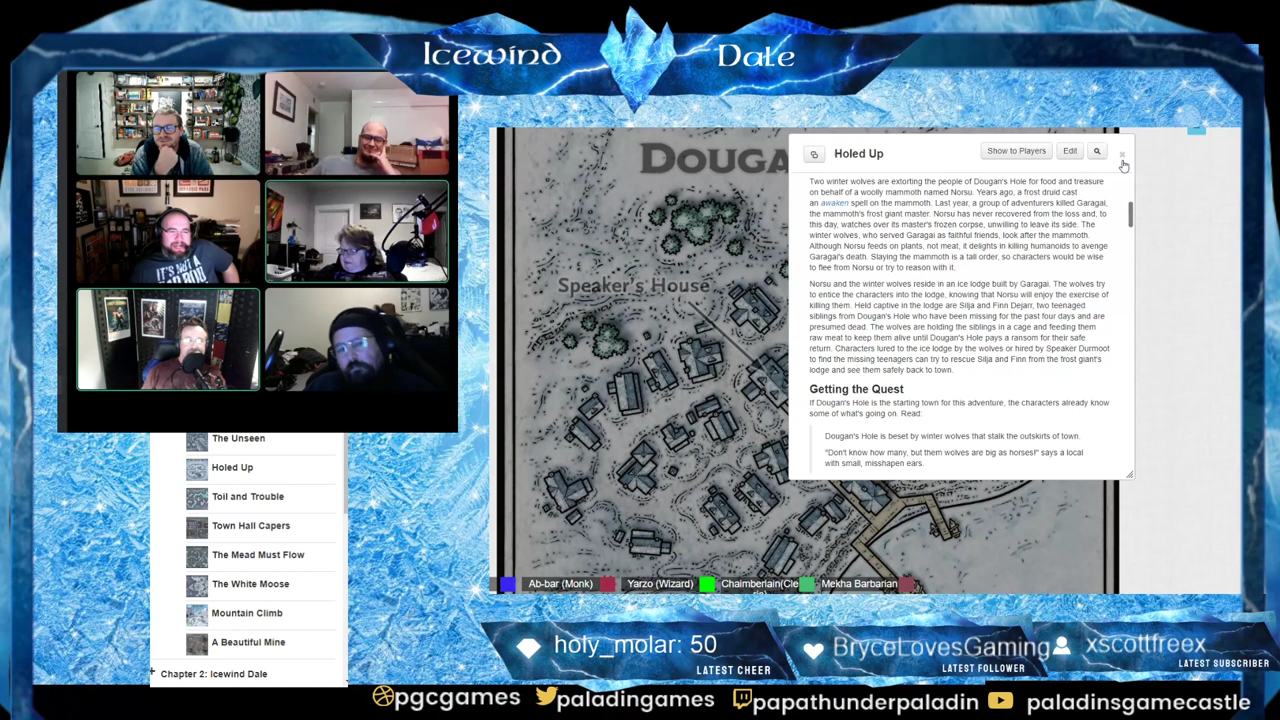 Icewind
Dale
IT'S NOT A
DOUGA
Speaker's House
Holed Up
Show to Players
Edit
Two winter wolves are extorting the people of Dougan's Hole for food and treasure
on behalf of a woolly mammoth named Norsu. Years ago, a frost druid cast
an awaken spell on the mammoth. Last year, a group of adventurers killed Garagai,
the mammoth's frost giant master. Norsu has never recovered from the loss and, to
this day, watches over its master's frozen corpse, unwilling to leave its side. The
winter wolves, who served Garagai as faithful friends, look after the mammoth.
Although Norsu feeds on plants, not meat, it delights in killing humanoids to avenge
Garagai's death. Slaying the mammoth is a tall order, so characters would be wise
to flee from Norsu or try to reason with it.
Norsu and the winter wolves reside in an ice lodge built by Garagai. The wolves try
to entice the characters into the lodge, knowing that Norsu will enjoy the exercise of
killing them. Held captive in the lodge are Silja and Finn Dejarr, two teenaged
siblings from Dougan's Hole who have been missing for the past four days and are
presumed dead. The wolves are holding the siblings in a cage and feeding them
raw meat to keep them alive until Dougan's Hole pays a ransom for their safe
return. Characters lured to the ice lodge by the wolves or hired by Speaker Durmoot
to find the missing teenagers can try to rescue Silja and Finn from the frost giant's
lodge and see them safely back to town.
Getting the Quest
If Dougan's Hole is the starting town for this adventure, the characters already know
some of what's going on. Read:
Dougan's Hole is beset by winter wolves that stalk the outskirts of town.
"Don't know how many, but them wolves are big as horses!" says a local
with small, misshapen ears.
The Unseen
Holed Up
Toil and Trouble
Town Hall Capers
The Mead Must Flow
The White Moose
Mountain Climb
A Beautiful Mine
Chapter 2: Icewind Dale
Ab-bar (Monk)
Yarzo (Wizard)
Chaimberlain(Cle
Mekha Barbarian
holy_molar: 50
LATEST CHEER
BryceLovesGaming
LATEST FOLLOWER
xscottfreex
LATEST SUBSCRIBER
pgcgames
paladingames
papathunderpaladin
paladinsgamecastle